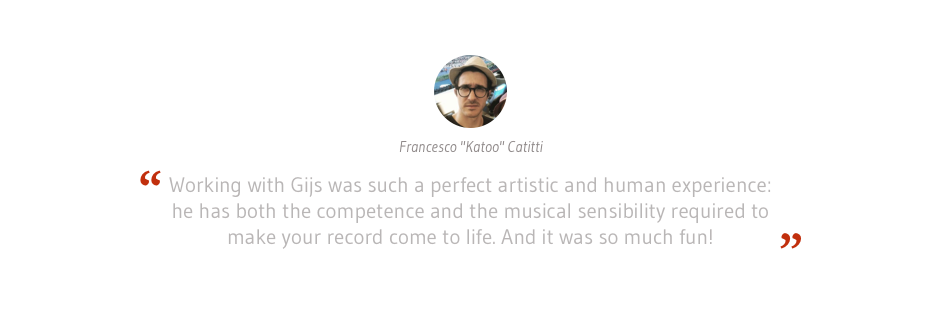 Francesco "Katoo" Catitti
“ Working with Gijs was such a perfect artistic and human experience:
he has both the competence and the musical sensibility required to
make your record come to life. And it was so much fun! ”